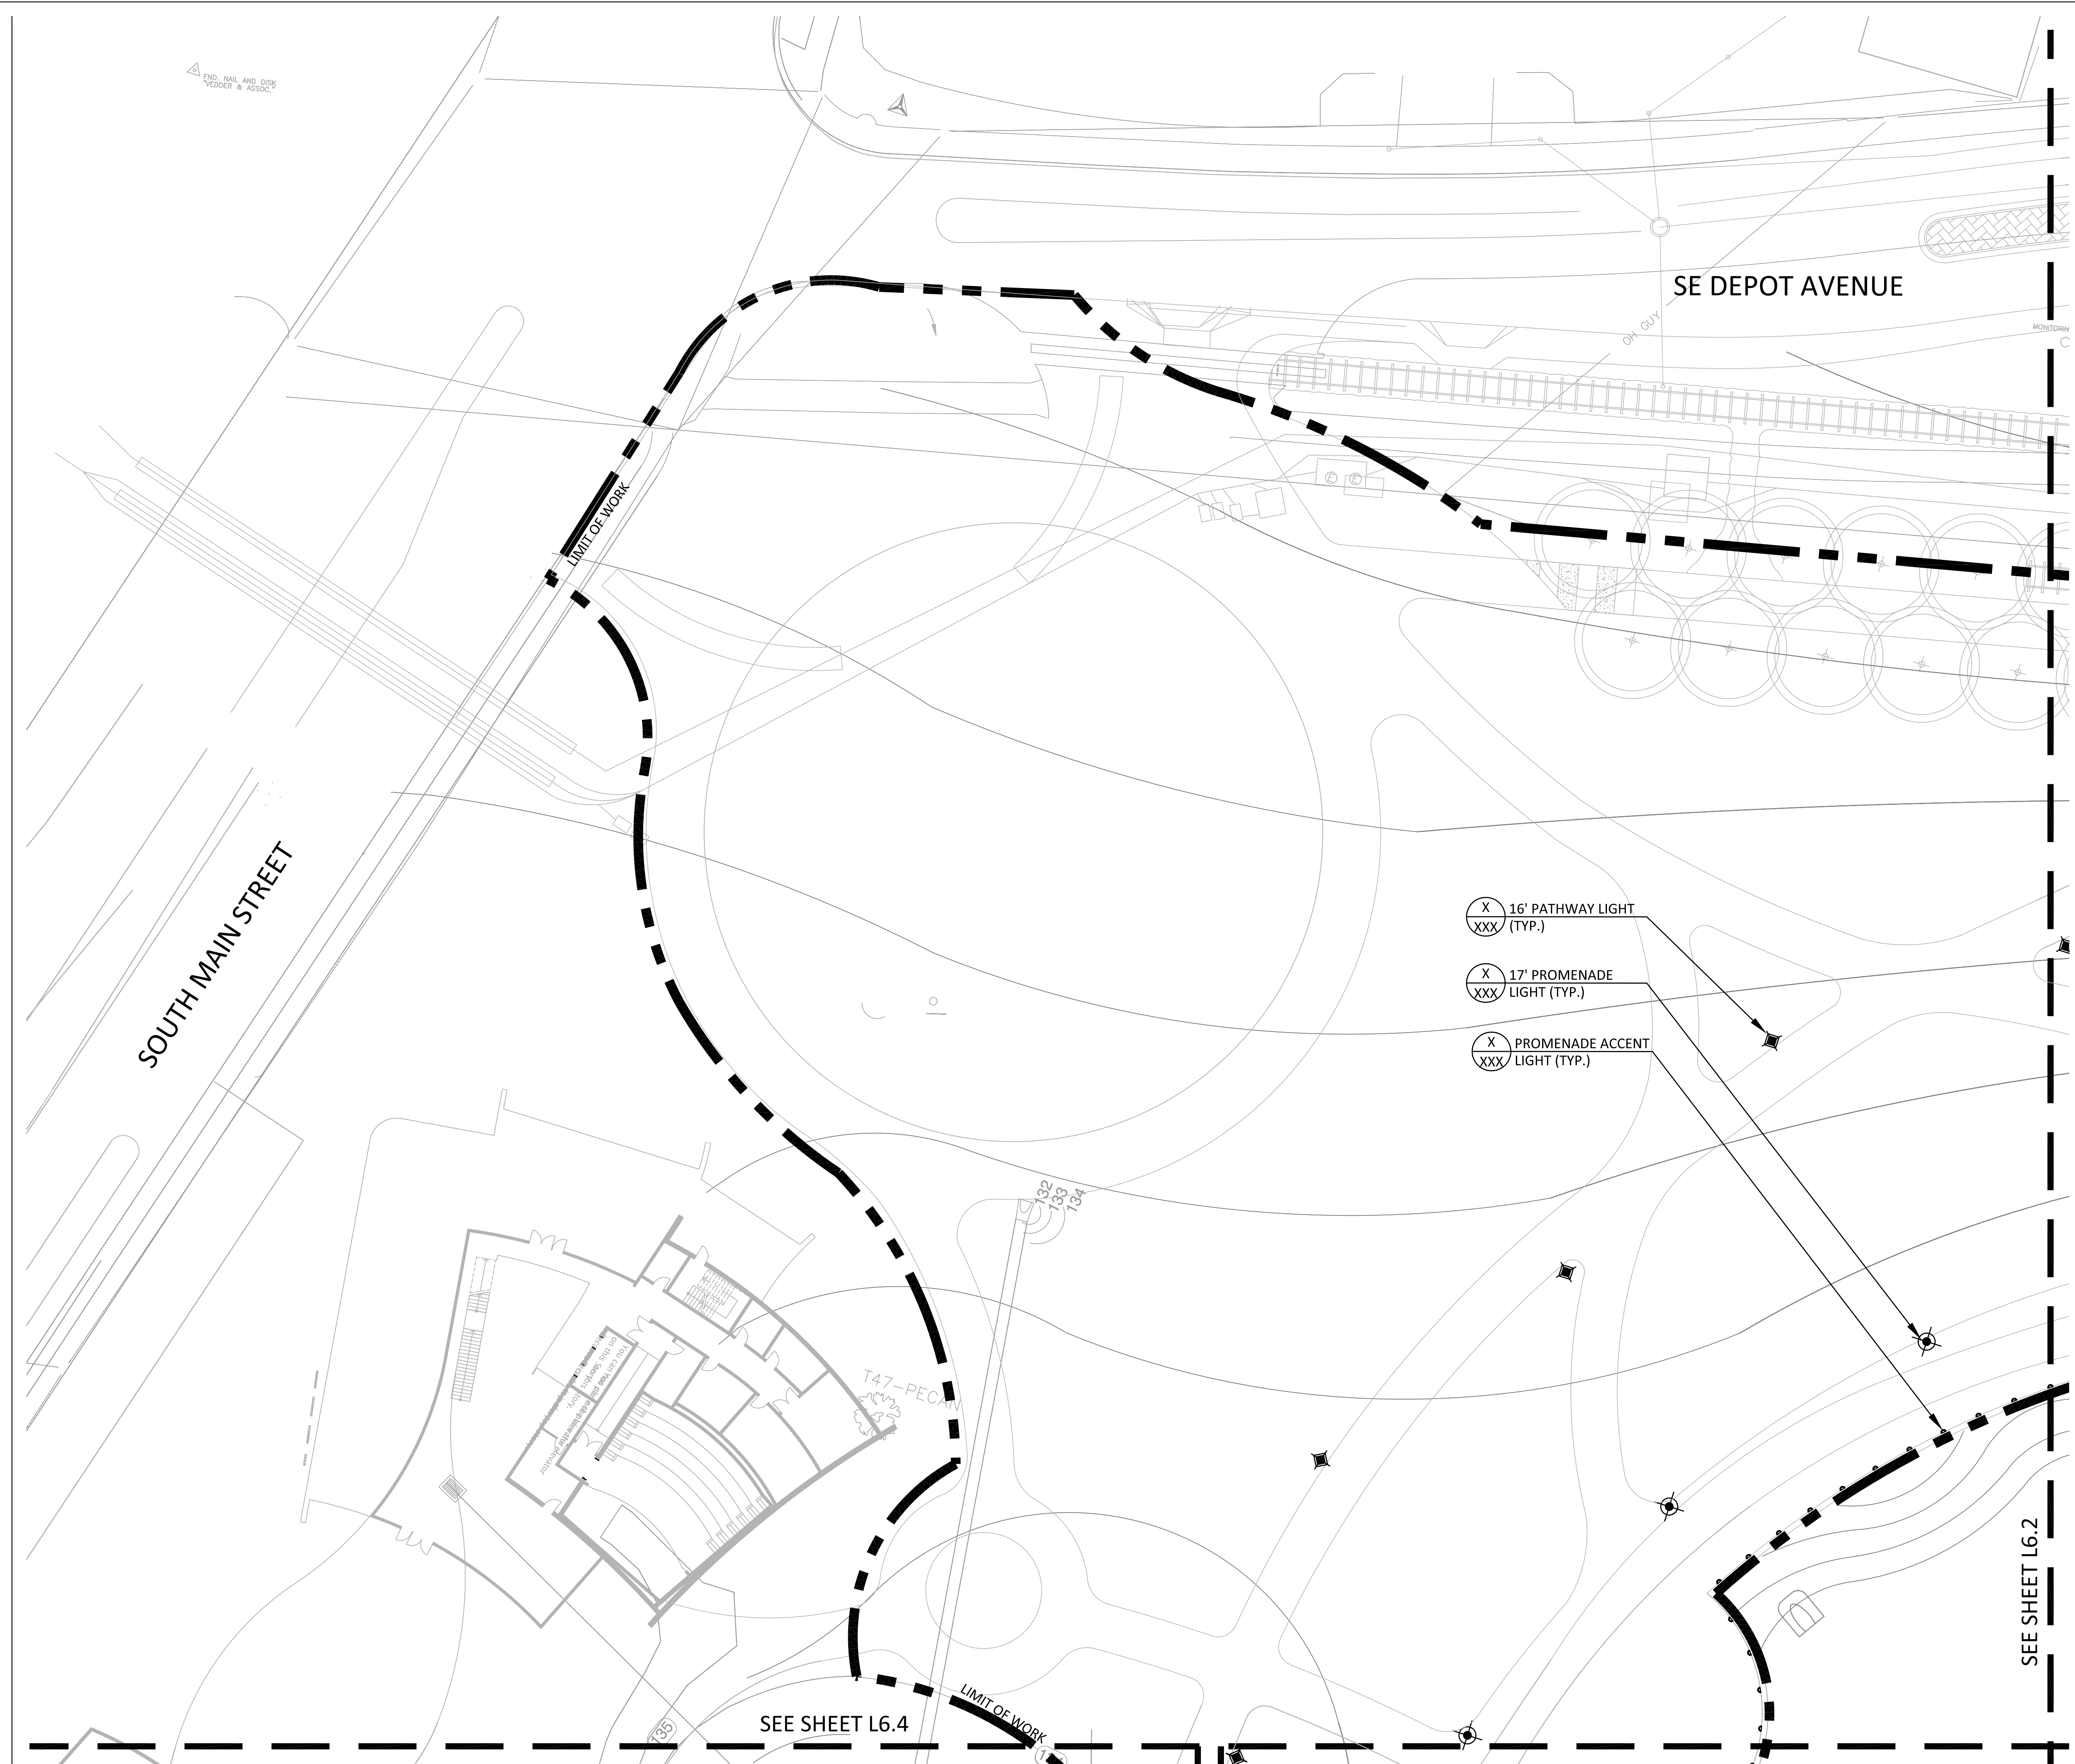 FND. NAIL AND DISK
"VEDDER & ASSOC."
SE DEPOT AVENUE
OH GUY
MONITORIN
E
E
LIMIT OF WORK
SOUTH MAIN STREET
X
XXX
16' PATHWAY LIGHT
(TYP.)
X
XXX
17' PROMENADE
LIGHT (TYP.)
X
XXX
PROMENADE ACCENT
LIGHT (TYP.)
132
133
134
T47-PECAN
SEE SHEET L6.2
LIMIT OF WORK
SEE SHEET L6.4
135